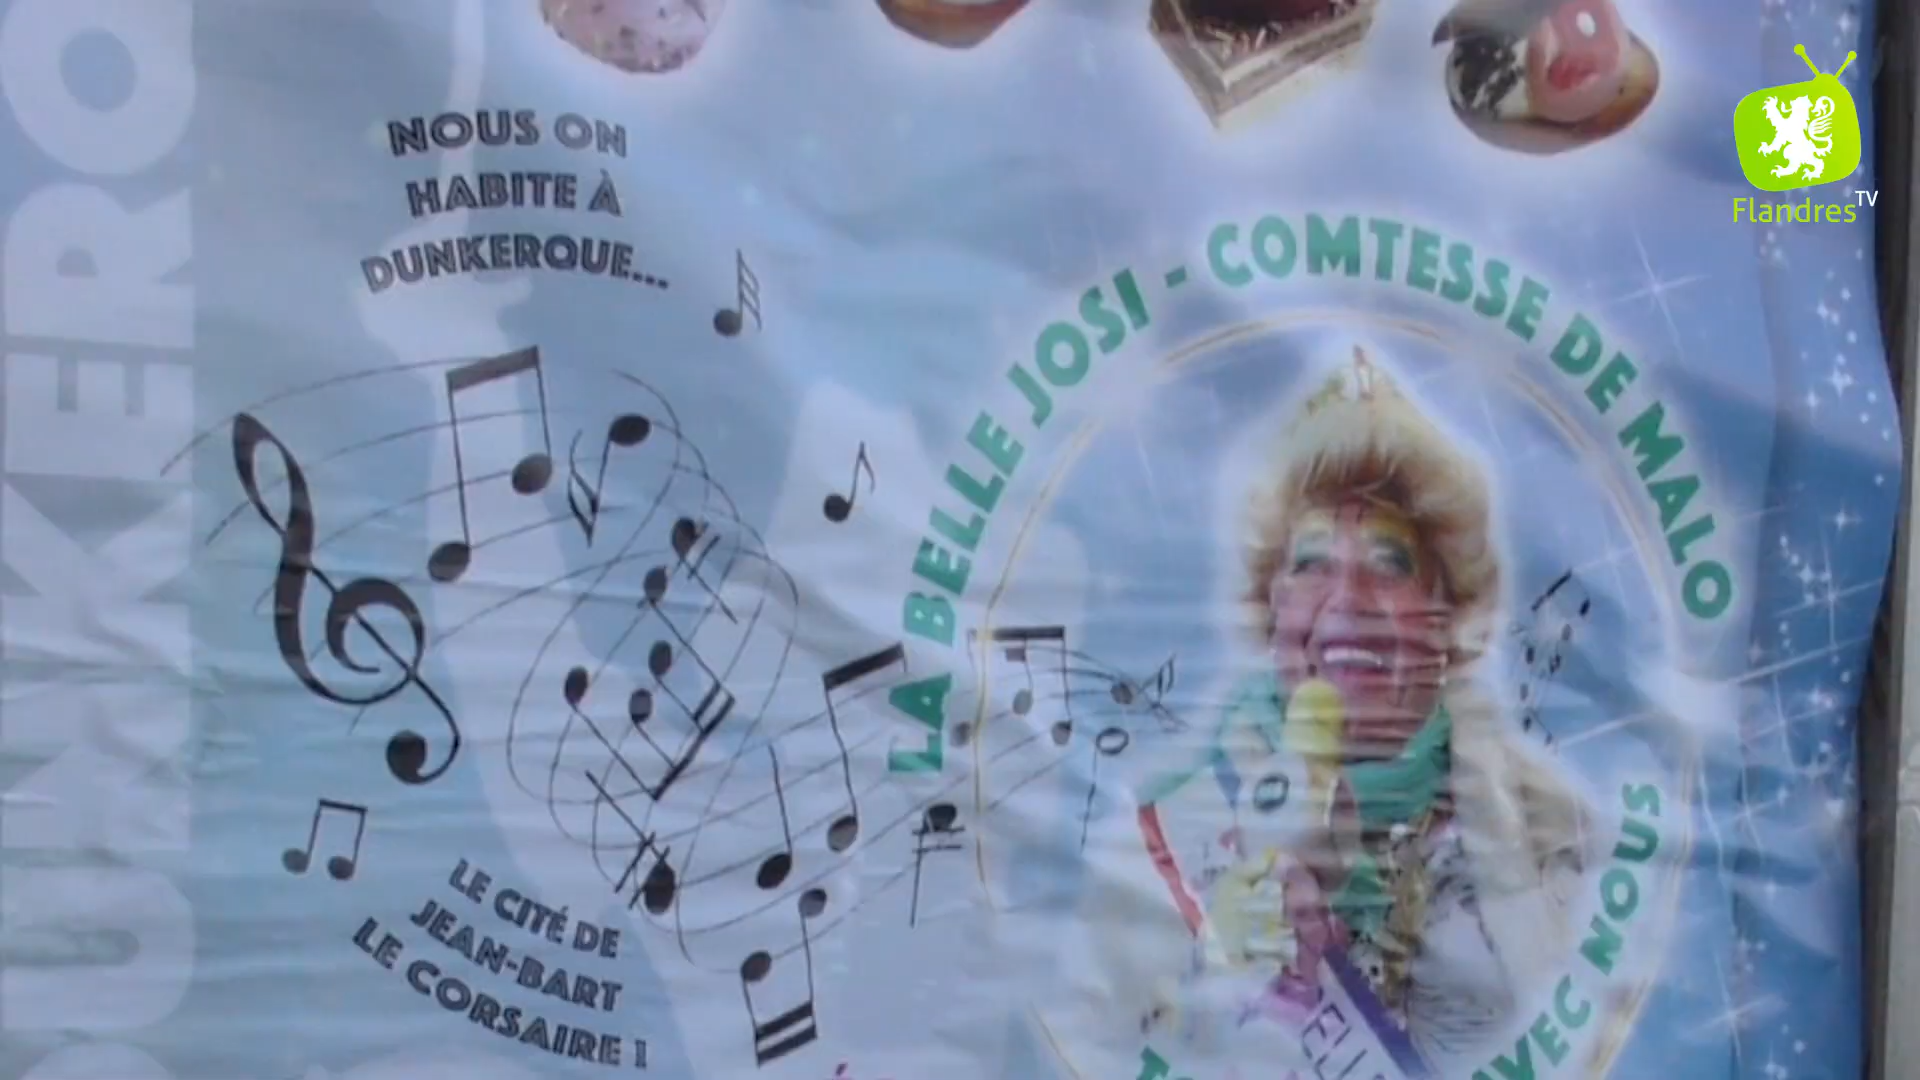 NOUS ON
HABITE À
DUNKERQUE...
Flandres TV
LA BELLE JOSI - COMTESSE DE MALO
LE CITÉ DE
JEAN-BART
LE CORSAIRE !
AVEC NOUS